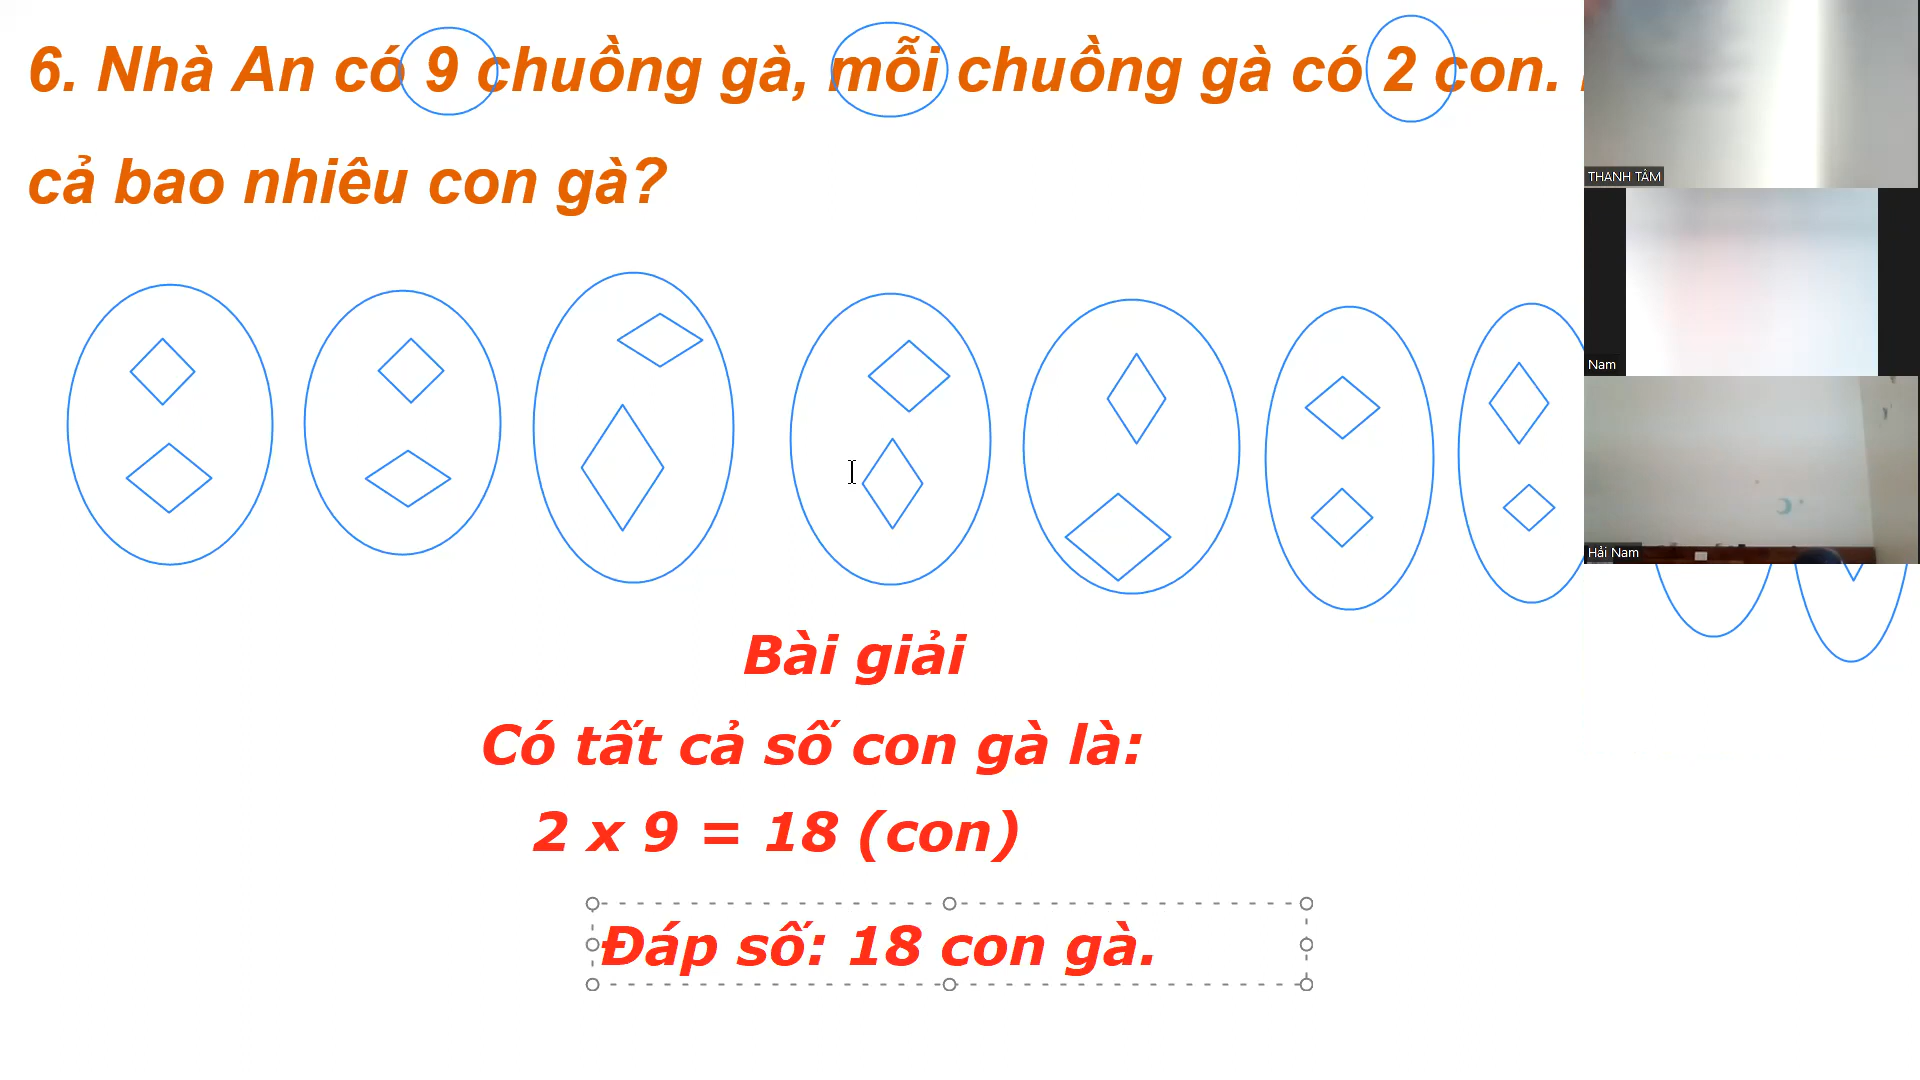 6. Nhà An có 9 chuồng gà, mỗi chuồng gà có 2 con.
cả bao nhiêu con gà?
THANH TÂM
Nam
Hải Nam
Bài giải
Có tất cả số con gà là:
2 x 9 = 18 (con)
Đáp số: 18 con gà.